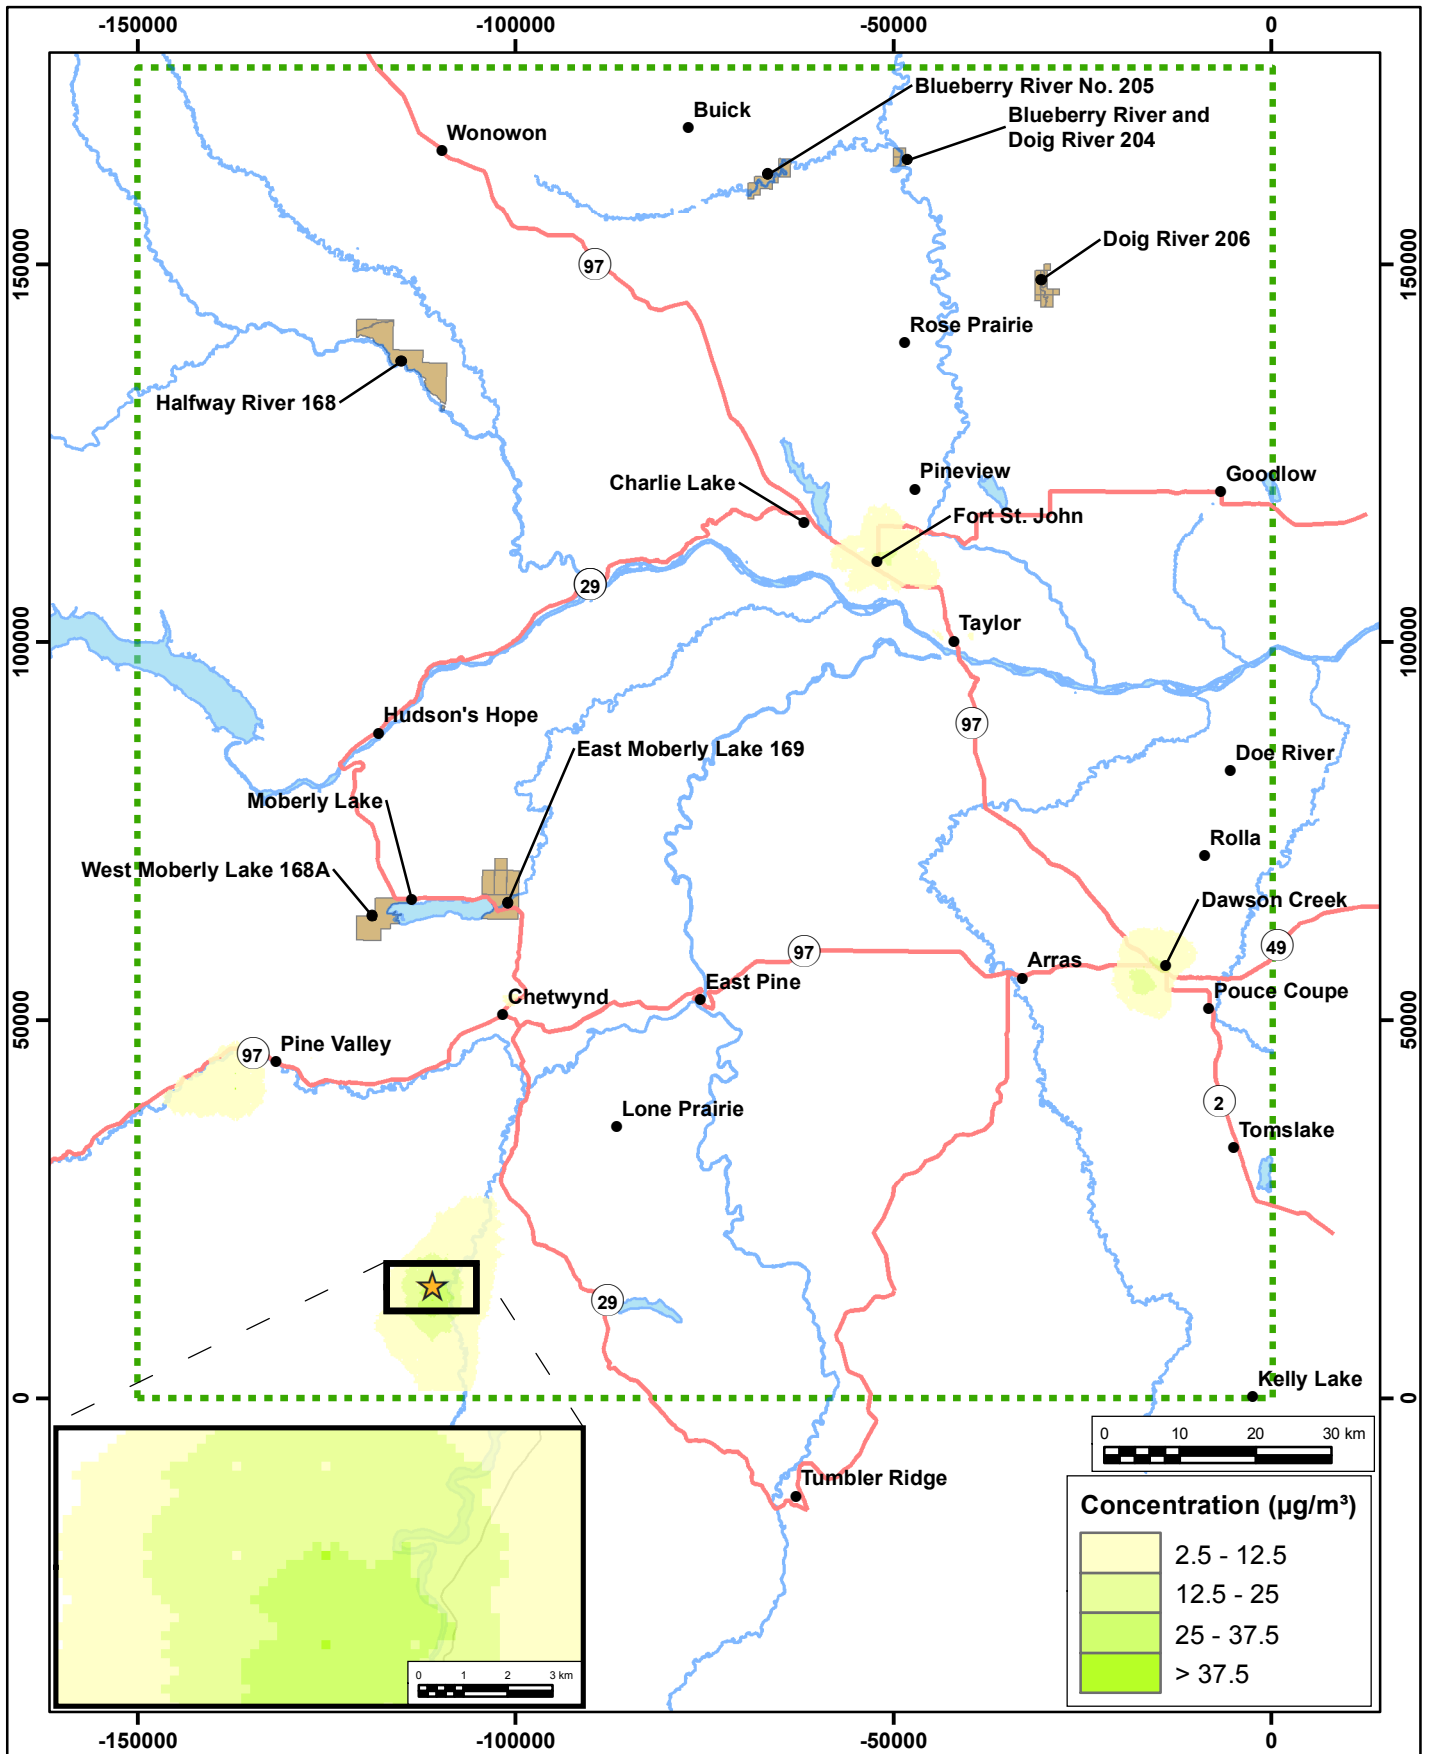 -150000
-100000
-50000
0
Blueberry River No. 205
Buick
Blueberry River and
Doig River 204
Wonowon
150000
150000
97
Doig River 206
Rose Prairie
Halfway River 168
Pineview
Goodlow
Charlie Lake
Fort St. John
29
100000
100000
Taylor
Hudson's Hope
97
East Moberly Lake 169
Doe River
Moberly Lake
Rolla
West Moberly Lake 168A
Dawson Creek
97
49
Arras
East Pine
Pouce Coupe
Chetwynd
50000
50000
97
Pine Valley
2
Lone Prairie
Tomslake
29
Kelly Lake
0
0
0 10 20 30 km
Tumbler Ridge
Concentration (µg/m³)
2.5 - 12.5
12.5 - 25
25 - 37.5
> 37.5
0 1 2 3 km
-150000
-100000
-50000
0